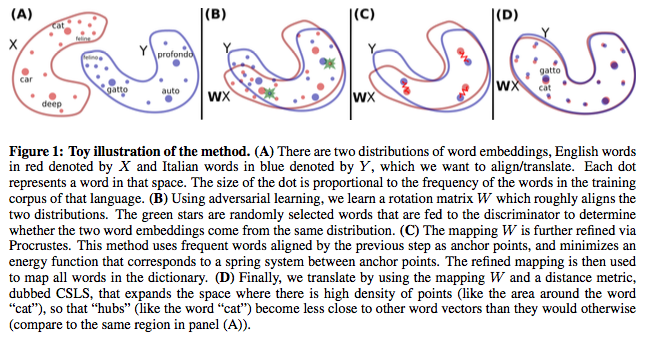 (A)
X
cat
feline
car
deep
Y
profondo
felino
gatto
auto
(B)
Y
WX
(C)
Y
WX
(D)
Y
gatto
WX
cat
Figure 1: Toy illustration of the method. (A) There are two distributions of word embeddings, English words
in red denoted by X and Italian words in blue denoted by Y, which we want to align/translate. Each dot
represents a word in that space. The size of the dot is proportional to the frequency of the words in the training
corpus of that language. (B) Using adversarial learning, we learn a rotation matrix W which roughly aligns the
two distributions. The green stars are randomly selected words that are fed to the discriminator to determine
whether the two word embeddings come from the same distribution. (C) The mapping W is further refined via
Procrustes. This method uses frequent words aligned by the previous step as anchor points, and minimizes an
energy function that corresponds to a spring system between anchor points. The refined mapping is then used
to map all words in the dictionary. (D) Finally, we translate by using the mapping W and a distance metric,
dubbed CSLS, that expands the space where there is high density of points (like the area around the word
“cat”), so that “hubs” (like the word “cat”) become less close to other word vectors than they would otherwise
(compare to the same region in panel (A)).